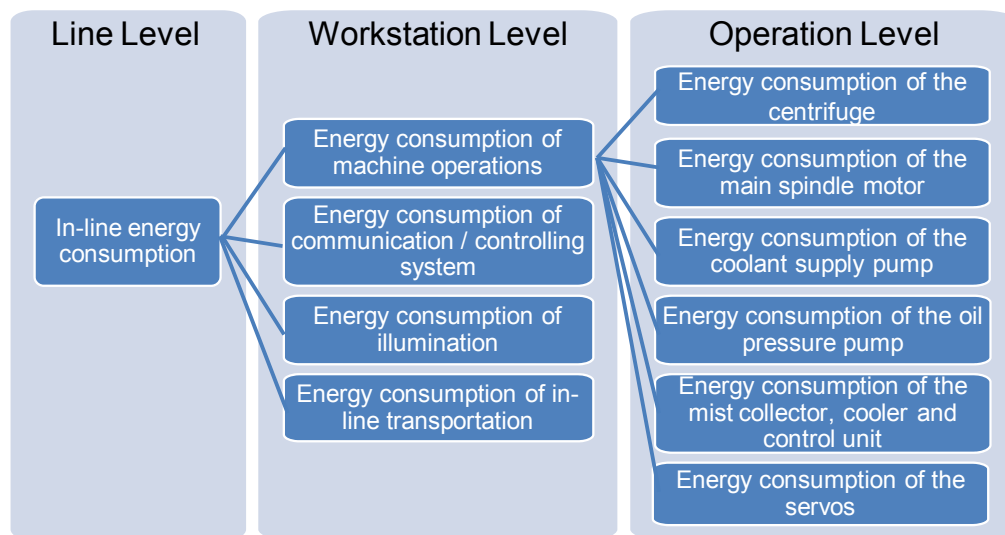 Line Level
In-line energy
consumption
Workstation Level
Energy consumption of
machine operations
Energy consumption of
communication / controlling
system
Energy consumption of
illumination
Energy consumption of in-
line transportation
Operation Level
Energy consumption of the
centrifuge
Energy consumption of the
main spindle motor
Energy consumption of the
coolant supply pump
Energy consumption of the oil
pressure pump
Energy consumption of the
mist collector, cooler and
control unit
Energy consumption of the
servos